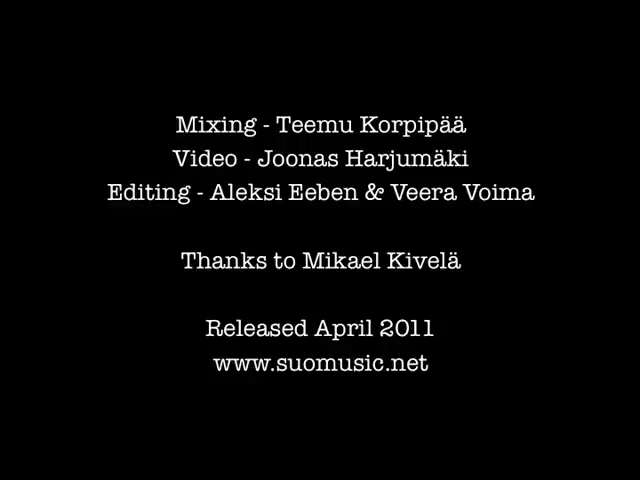 Mixing - Teemu Korpipää
Video - Joonas Harjumäki
Editing - Aleksi Eeben & Veera Voima
Thanks to Mikael Kivelä
Released April 2011
www.suomusic.net